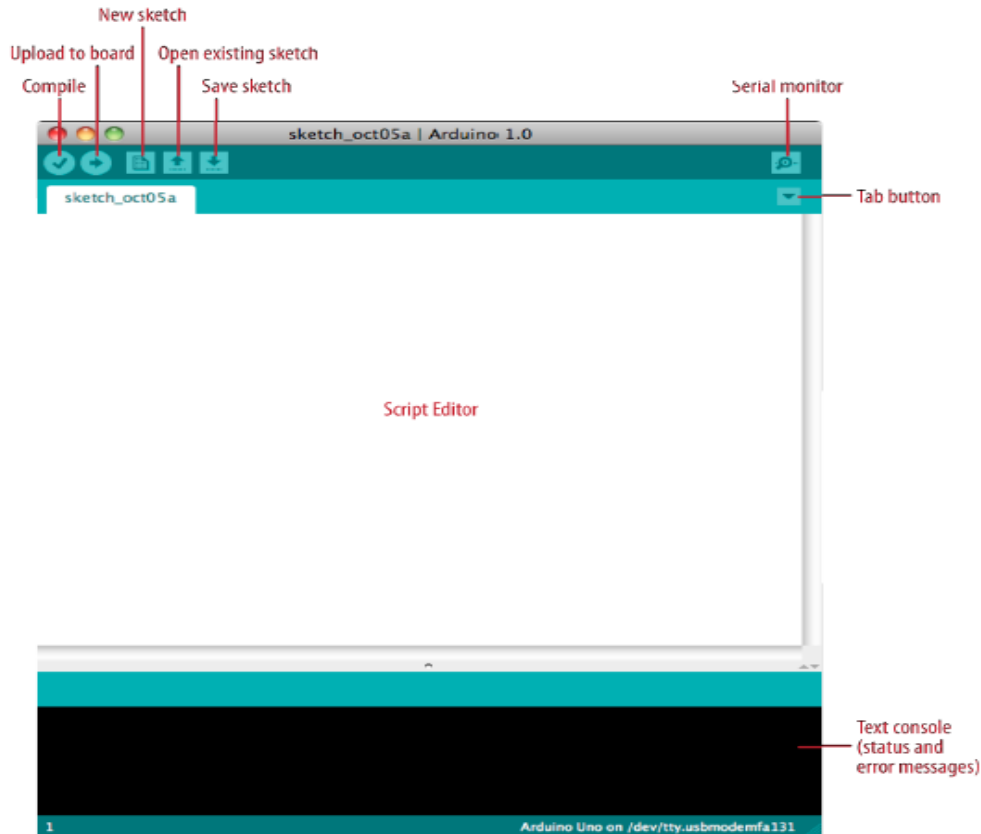 New sketch
Upload to board
Open existing sketch
Compile
Save sketch
Serial monitor
sketch_oct05a | Arduino 1.0
sketch_oct05a
Tab button
Script Editor
Text console
(status and
error messages)
1
Arduino Uno on /dev/tty.usbmodemfa131